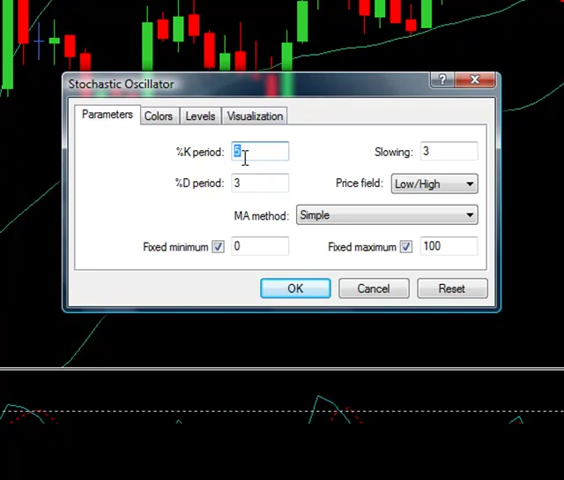 Stochastic Oscillator
Parameters Colors Levels Visualization
%K period: 5 Slowing: 3
%D period: 3 Price field: Low/High
MA method: Simple
Fixed minimum 0 Fixed maximum 100
OK Cancel Reset